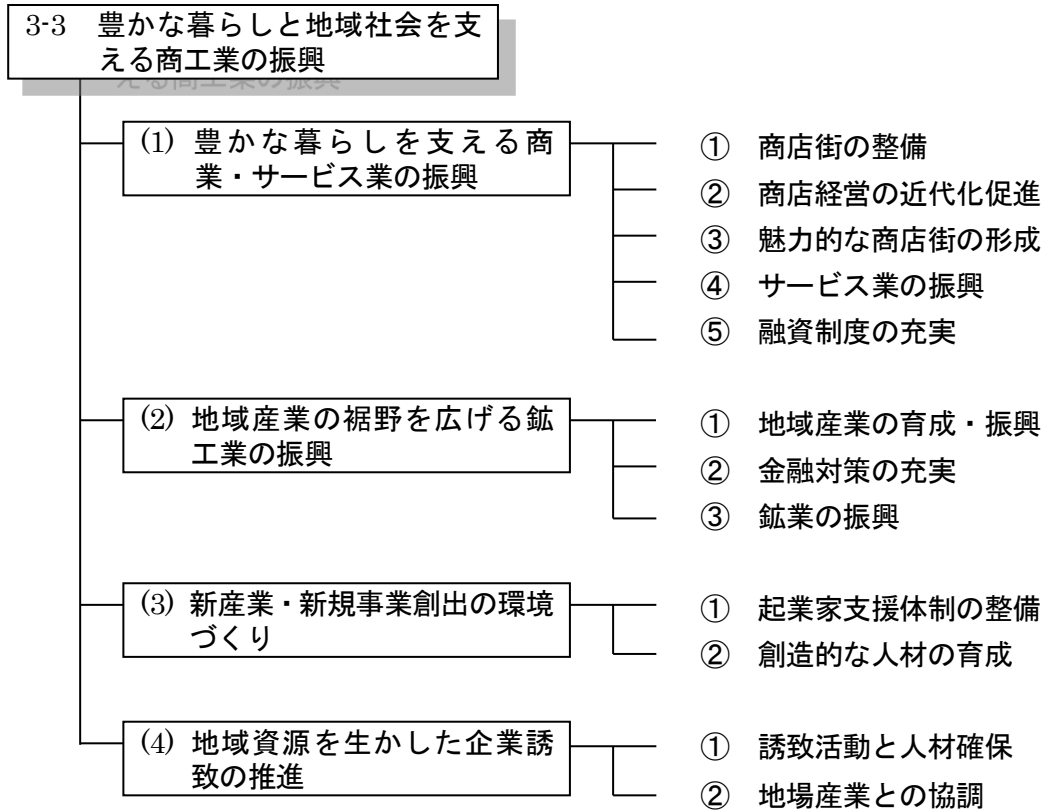 3-3 豊かな暮らしと地域社会を支
える商工業の振興
(1) 豊かな暮らしを支える商
業・サービス業の振興
① 商店街の整備
② 商店経営の近代化促進
③ 魅力的な商店街の形成
④ サービス業の振興
⑤ 融資制度の充実
(2) 地域産業の裾野を広げる鉱
工業の振興
① 地域産業の育成・振興
② 金融対策の充実
③ 鉱業の振興
(3) 新産業・新規事業創出の環境
づくり
① 起業家支援体制の整備
② 創造的な人材の育成
(4) 地域資源を生かした企業誘
致の推進
① 誘致活動と人材確保
② 地場産業との協調